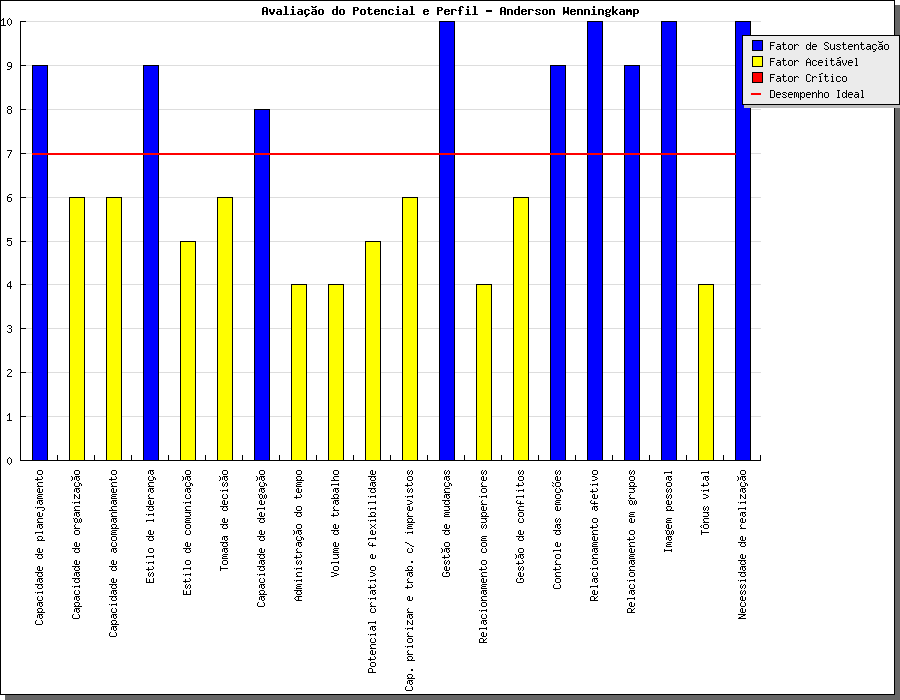 Avaliação do Potencial e Perfil - Anderson Wenningkamp
10
9
8
7
6
5
4
3
2
1
0
Fator de Sustentação
Fator Aceitável
Fator Crítico
Desempenho Ideal
Capacidade de planejamento
Capacidade de organização
Capacidade de acompanhamento
Estilo de liderança
Estilo de comunicação
Tomada de decisão
Capacidade de delegação
Administração do tempo
Volume de trabalho
Potencial criativo e flexibilidade
Cap. priorizar e trab. c/ imprevistos
Gestão de mudanças
Relacionamento com superiores
Gestão de conflitos
Controle das emoções
Relacionamento afetivo
Relacionamento em grupos
Imagem pessoal
Tônus vital
Necessidade de realização